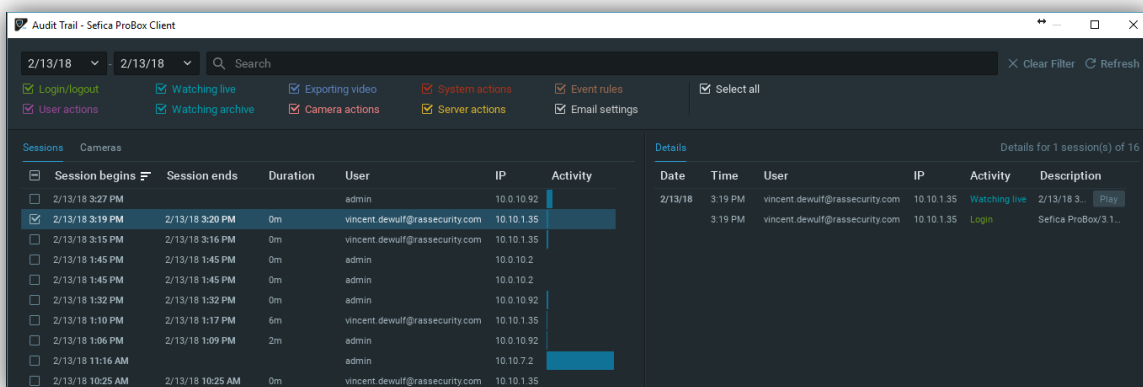 Audit Trail - Sefica ProBox Client
2/13/18 - 2/13/18 Search Clear Filter Refresh
Login/logout Watching live Exporting video System actions Event rules Select all
User actions Watching archive Camera actions Server actions Email settings
Sessions Cameras
Session begins Session ends Duration User IP Activity
2/13/18 3:27 PM admin 10.0.10.92
2/13/18 3:19 PM 2/13/18 3:20 PM 0m vincent.dewulf@rassecurity.com 10.10.1.35
2/13/18 3:15 PM 2/13/18 3:16 PM 0m vincent.dewulf@rassecurity.com 10.10.1.35
2/13/18 1:45 PM 2/13/18 1:45 PM 0m admin 10.0.10.2
2/13/18 1:45 PM 2/13/18 1:45 PM 0m admin 10.0.10.2
2/13/18 1:32 PM 2/13/18 1:32 PM 0m admin 10.0.10.92
2/13/18 1:10 PM 2/13/18 1:17 PM 6m vincent.dewulf@rassecurity.com 10.10.1.35
2/13/18 1:06 PM 2/13/18 1:09 PM 2m admin 10.0.10.92
2/13/18 11:16 AM admin 10.10.7.2
2/13/18 10:25 AM 2/13/18 10:25 AM 0m vincent.dewulf@rassecurity.com 10.10.1.35
Details Details for 1 session(s) of 16
Date Time User IP Activity Description
2/13/18 3:19 PM vincent.dewulf@rassecurity.com 10.10.1.35 Watching live 2/13/18 3... Play
3:19 PM vincent.dewulf@rassecurity.com 10.10.1.35 Login Sefica ProBox/3.1...